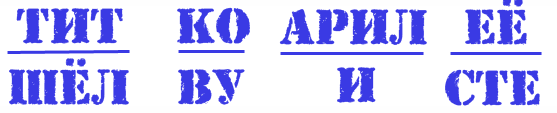 ТИТ КО АРИЛ ЕЁ
ШЁЛ ВУ И СТЕ